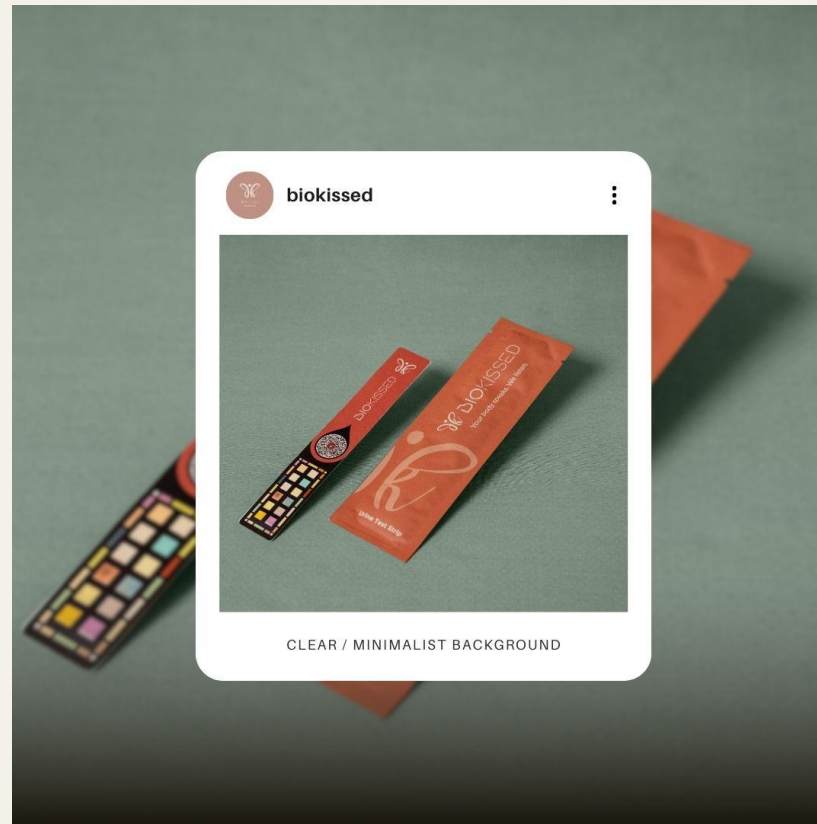 biokissed
BIOKISSED
BIOKISSED
Your body speaks. We listen.
Urine Test Strip
CLEAR / MINIMALIST BACKGROUND